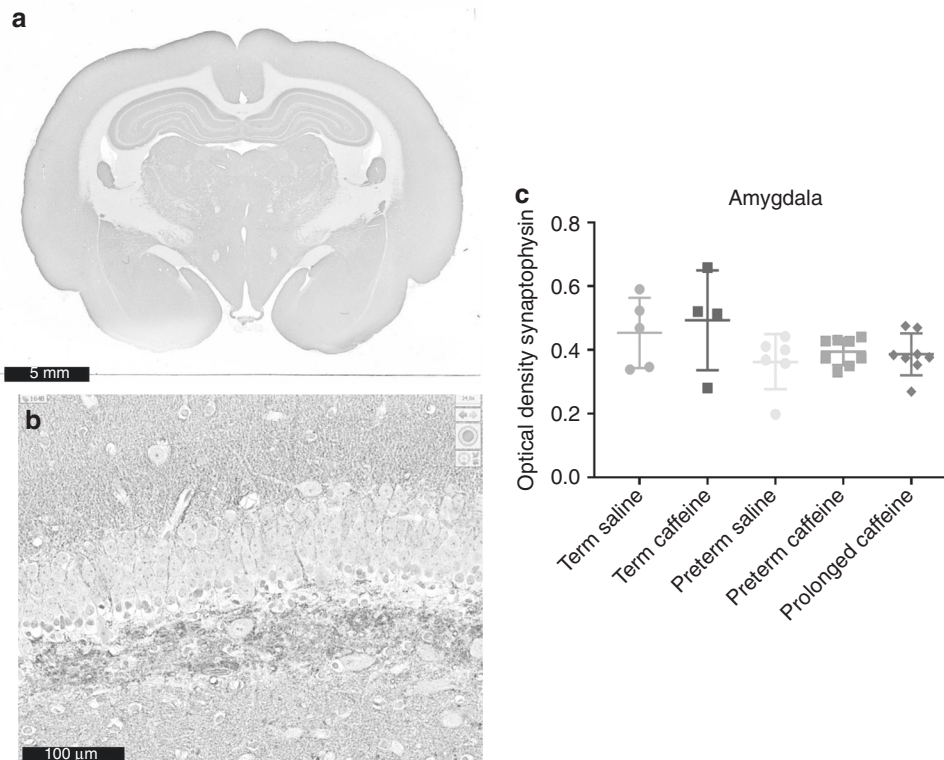 a
5 mm
b
100 μm
c
Amygdala
Optical density synaptophysin
0.8
0.6
0.4
0.2
0.0
Term saline
Term caffeine
Preterm saline
Preterm caffeine
Prolonged caffeine